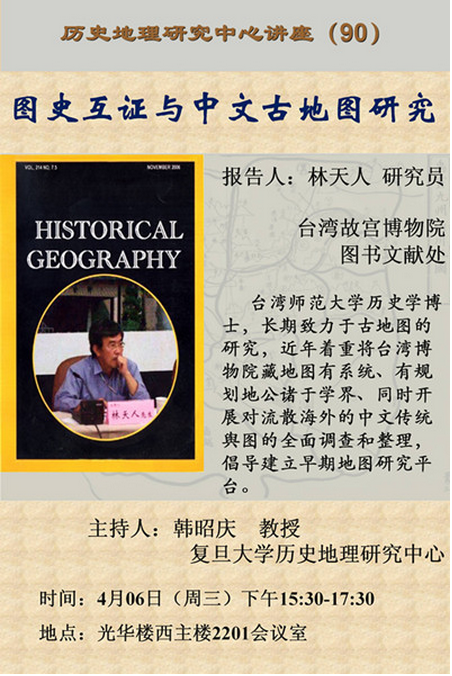 历史地理研究中心讲座（90）
图史互证与中文古地图研究
VOL. 214 NO. 7.5 NOVEMBER 2009
HISTORICAL
GEOGRAPHY
林天人先生
报告人：林天人 研究员
台湾故宫博物院
图书文献处
台湾师范大学历史学博
士，长期致力于古地图的
研究，近年着重将台湾博
物院藏地图有系统、有规
划地公诸于学界、同时开
展对流散海外的中文传统
舆图的全面调查和整理，
倡导建立早期地图研究平
台。
主持人：韩昭庆 教授
复旦大学历史地理研究中心
时间：4月06日（周三）下午15:30-17:30
地点：光华楼西主楼2201会议室